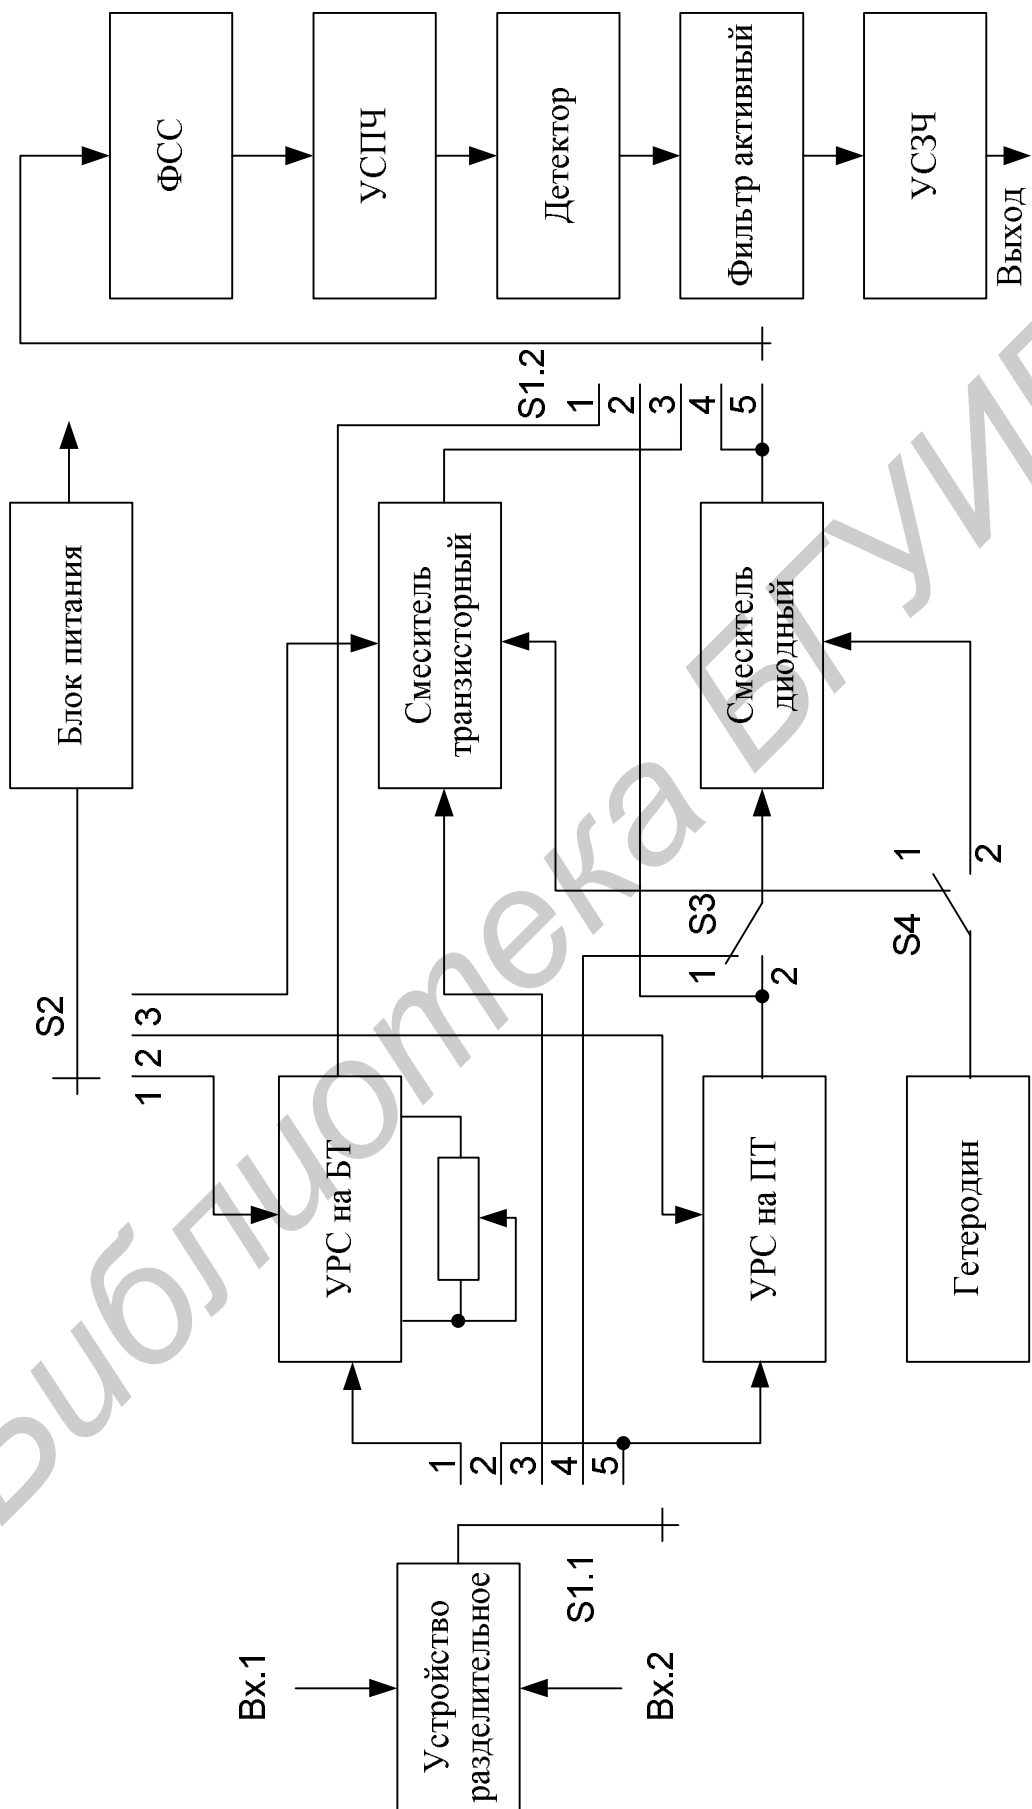 Вх.1
Вх.2
Устройство
разделительное
S1.1
1
2
3
4
5
УРС на БТ
УРС на ПТ
Гетеродин
S2
1
2
3
S3
1
2
S4
1
2
Блок питания
Смеситель
транзисторный
Смеситель
диодный
S1.2
1
2
3
4
5
ФСС
УСПЧ
Детектор
Фильтр активный
УСЗЧ
Выход
Библиотека БГУИР